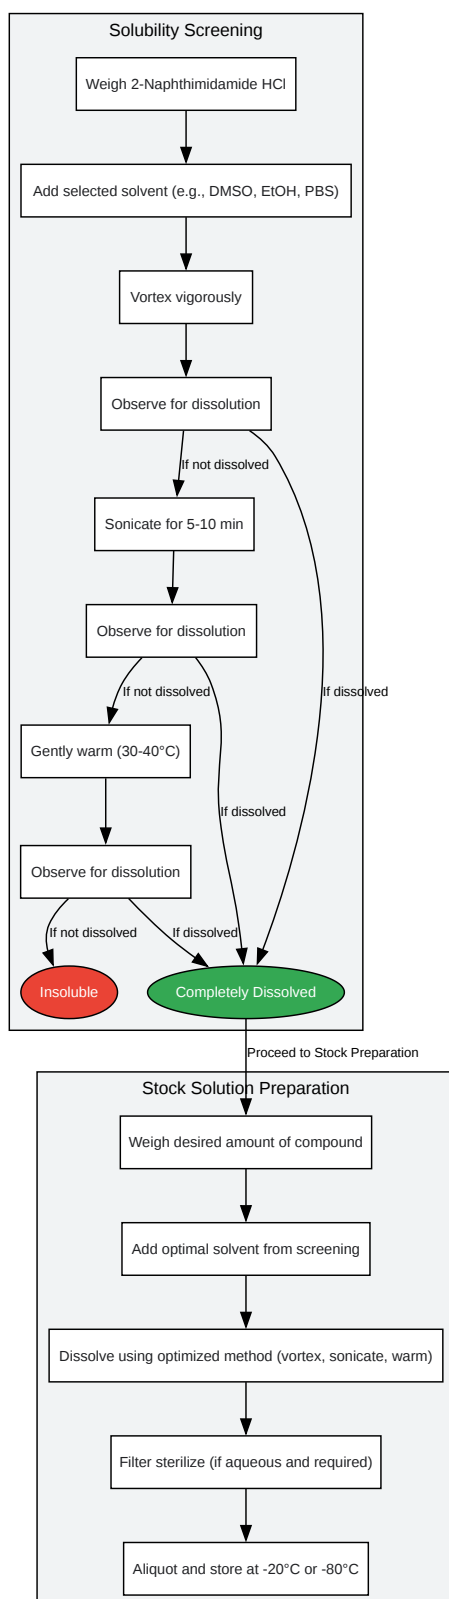 Solubility Screening
Weigh 2-Naphthimidamide HCl
Add selected solvent (e.g., DMSO, EtOH, PBS)
Vortex vigorously
Observe for dissolution
If not dissolved
Sonicate for 5-10 min
Observe for dissolution
If not dissolved
If dissolved
Gently warm (30-40°C)
If dissolved
Observe for dissolution
If not dissolved
If dissolved
Insoluble
Completely Dissolved
Proceed to Stock Preparation
Stock Solution Preparation
Weigh desired amount of compound
Add optimal solvent from screening
Dissolve using optimized method (vortex, sonicate, warm)
Filter sterilize (if aqueous and required)
Aliquot and store at -20°C or -80°C